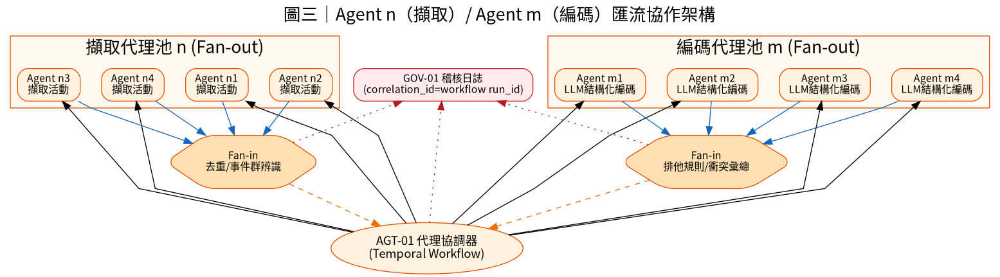 圖三｜Agent n（擷取）/ Agent m（編碼）匯流協作架構
擷取代理池 n (Fan-out)
Agent n3
擷取活動
Agent n4
擷取活動
Agent n1
擷取活動
Agent n2
擷取活動
GOV-01 稽核日誌
(correlation_id=workflow run_id)
編碼代理池 m (Fan-out)
Agent m1
LLM結構化編碼
Agent m2
LLM結構化編碼
Agent m3
LLM結構化編碼
Agent m4
LLM結構化編碼
Fan-in
去重/事件群辨識
Fan-in
排他規則/衝突彙總
AGT-01 代理協調器
(Temporal Workflow)